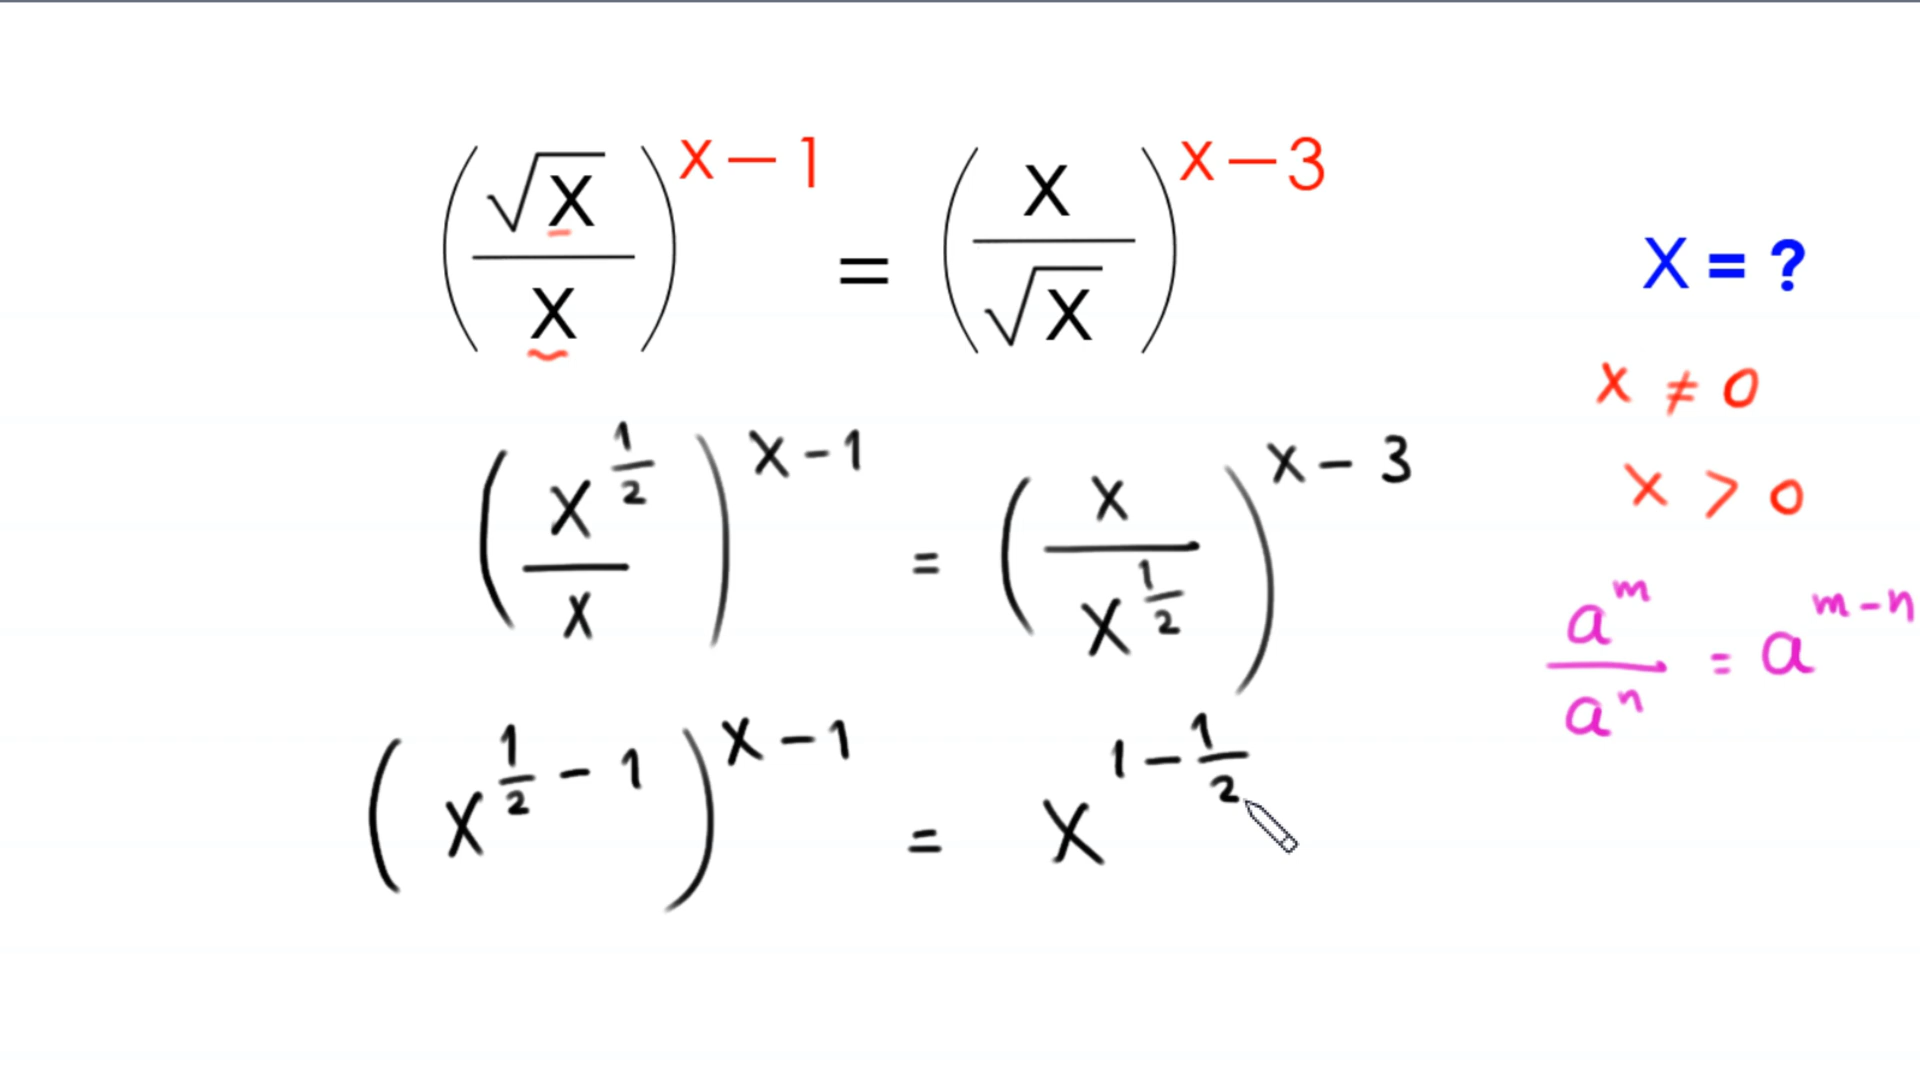 (√x / x)^(x-1) = (x / √x)^(x-3)
x = ?
x ≠ 0
x > 0
(x^(1/2) / x)^(x-1) = (x / x^(1/2))^(x-3)
a^m / a^n = a^(m-n)
(x^(1/2 - 1))^(x-1) = x^(1 - 1/2)